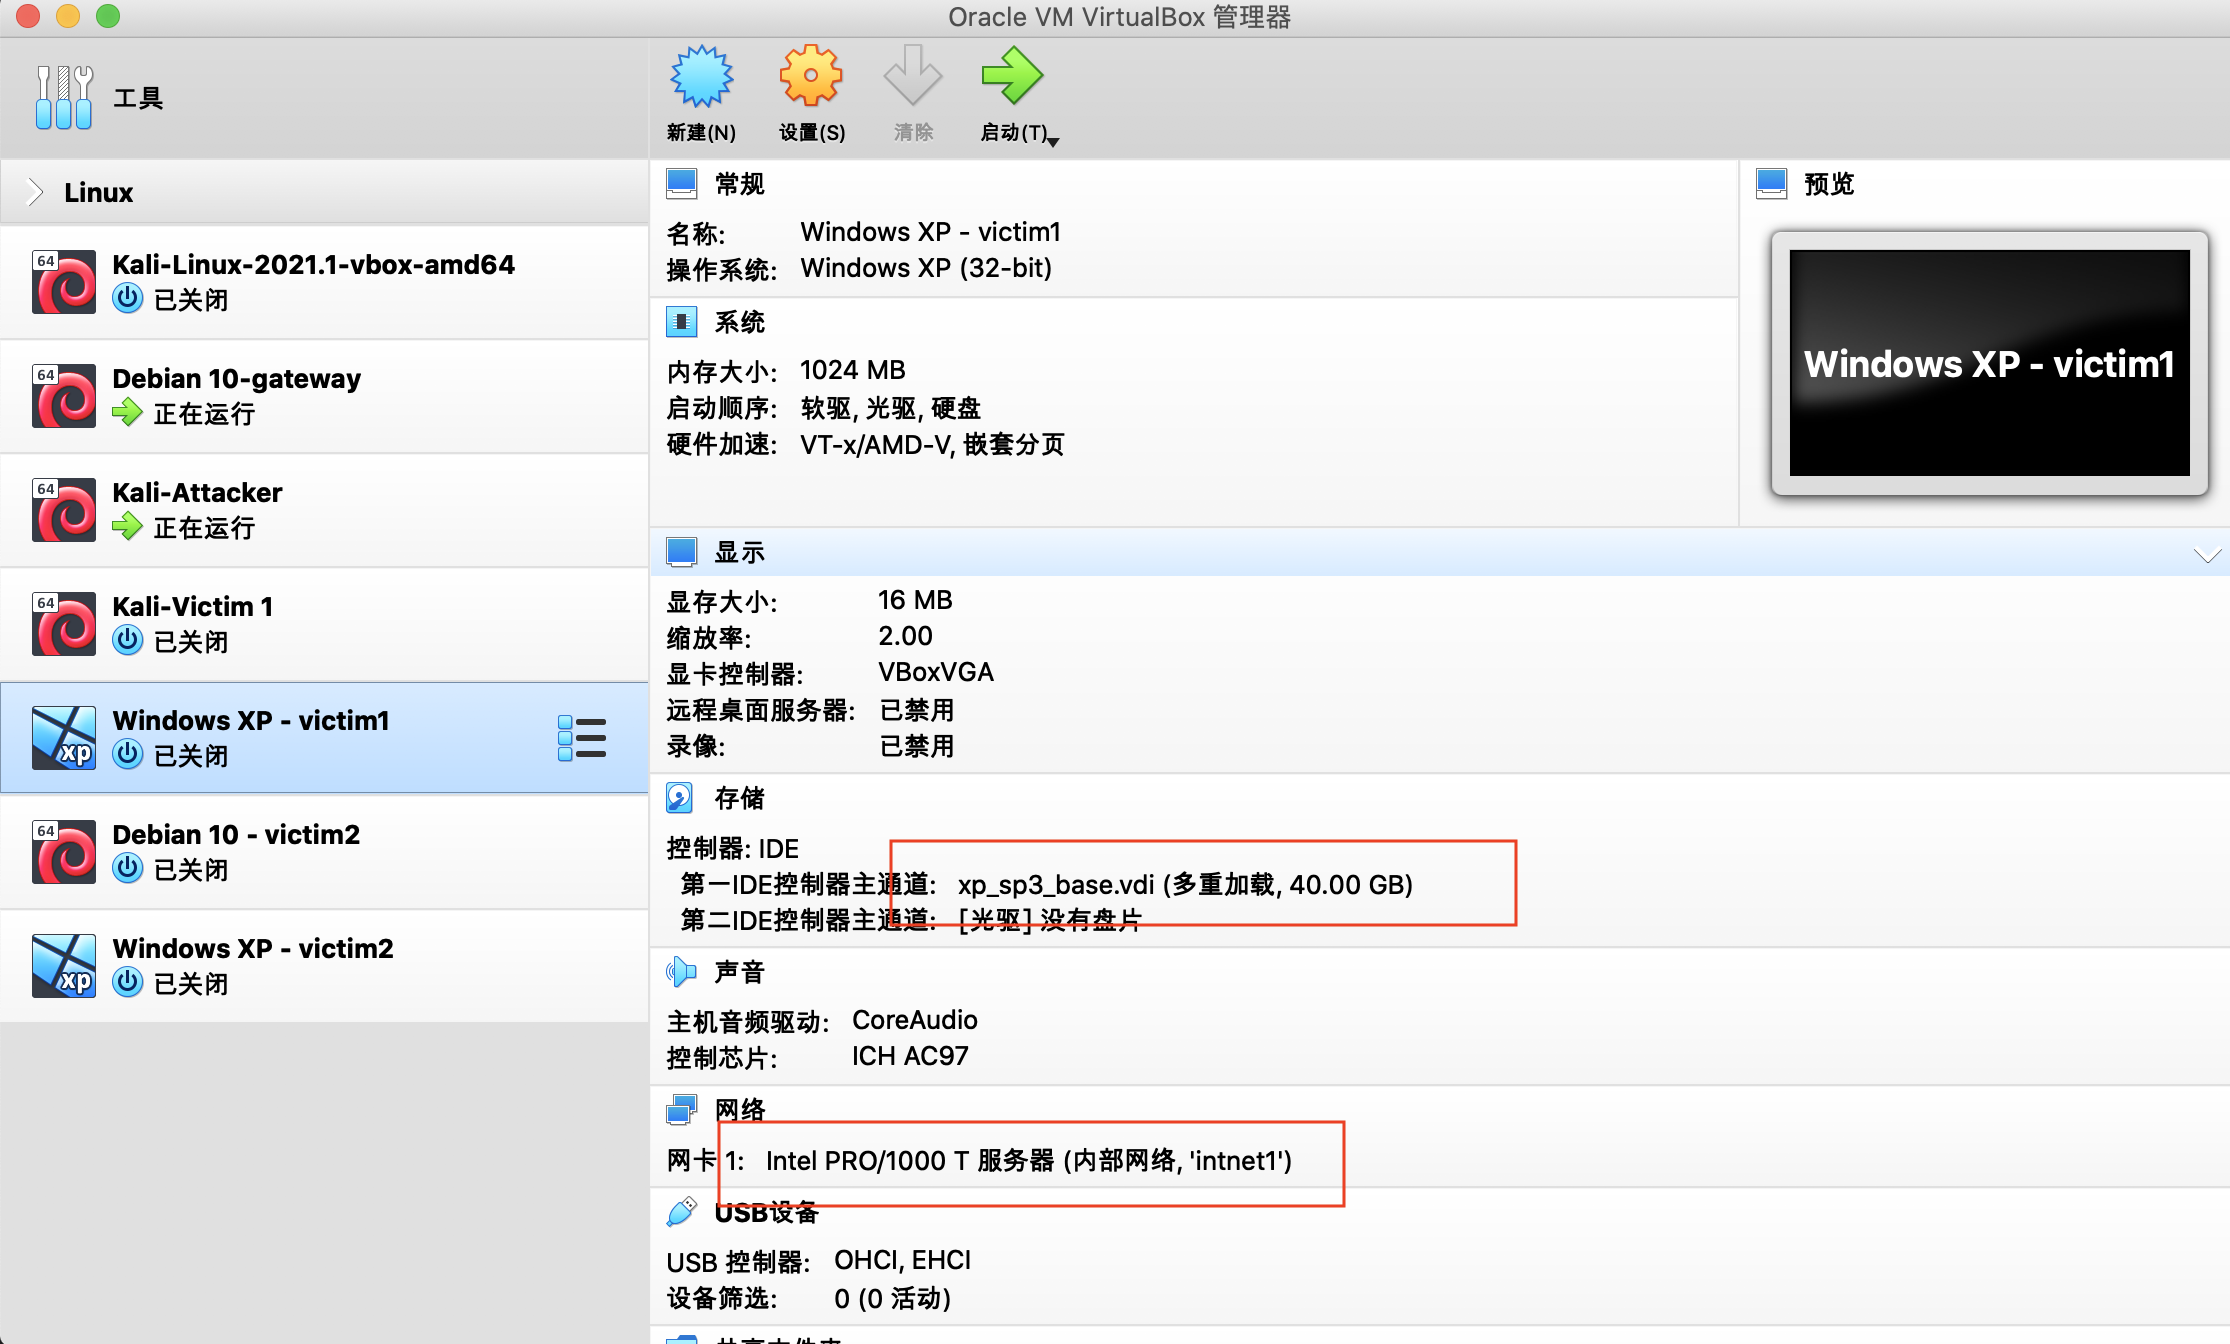 Oracle VM VirtualBox 管理器
工具
新建(N)
设置(S)
清除
启动(T)
Linux
64
Kali-Linux-2021.1-vbox-amd64
已关闭
64
Debian 10-gateway
正在运行
64
Kali-Attacker
正在运行
64
Kali-Victim 1
已关闭
xp
Windows XP - victim1
已关闭
64
Debian 10 - victim2
已关闭
xp
Windows XP - victim2
已关闭
常规
名称: Windows XP - victim1
操作系统: Windows XP (32-bit)
系统
内存大小: 1024 MB
启动顺序: 软驱, 光驱, 硬盘
硬件加速: VT-x/AMD-V, 嵌套分页
预览
Windows XP - victim1
显示
显存大小: 16 MB
缩放率: 2.00
显卡控制器: VBoxVGA
远程桌面服务器: 已禁用
录像: 已禁用
存储
控制器: IDE
第一IDE控制器主通道: xp_sp3_base.vdi (多重加载, 40.00 GB)
第二IDE控制器主通道: [光驱] 没有盘片
声音
主机音频驱动: CoreAudio
控制芯片: ICH AC97
网络
网卡 1: Intel PRO/1000 T 服务器 (内部网络, 'intnet1')
USB设备
USB 控制器: OHCI, EHCI
设备筛选: 0 (0 活动)